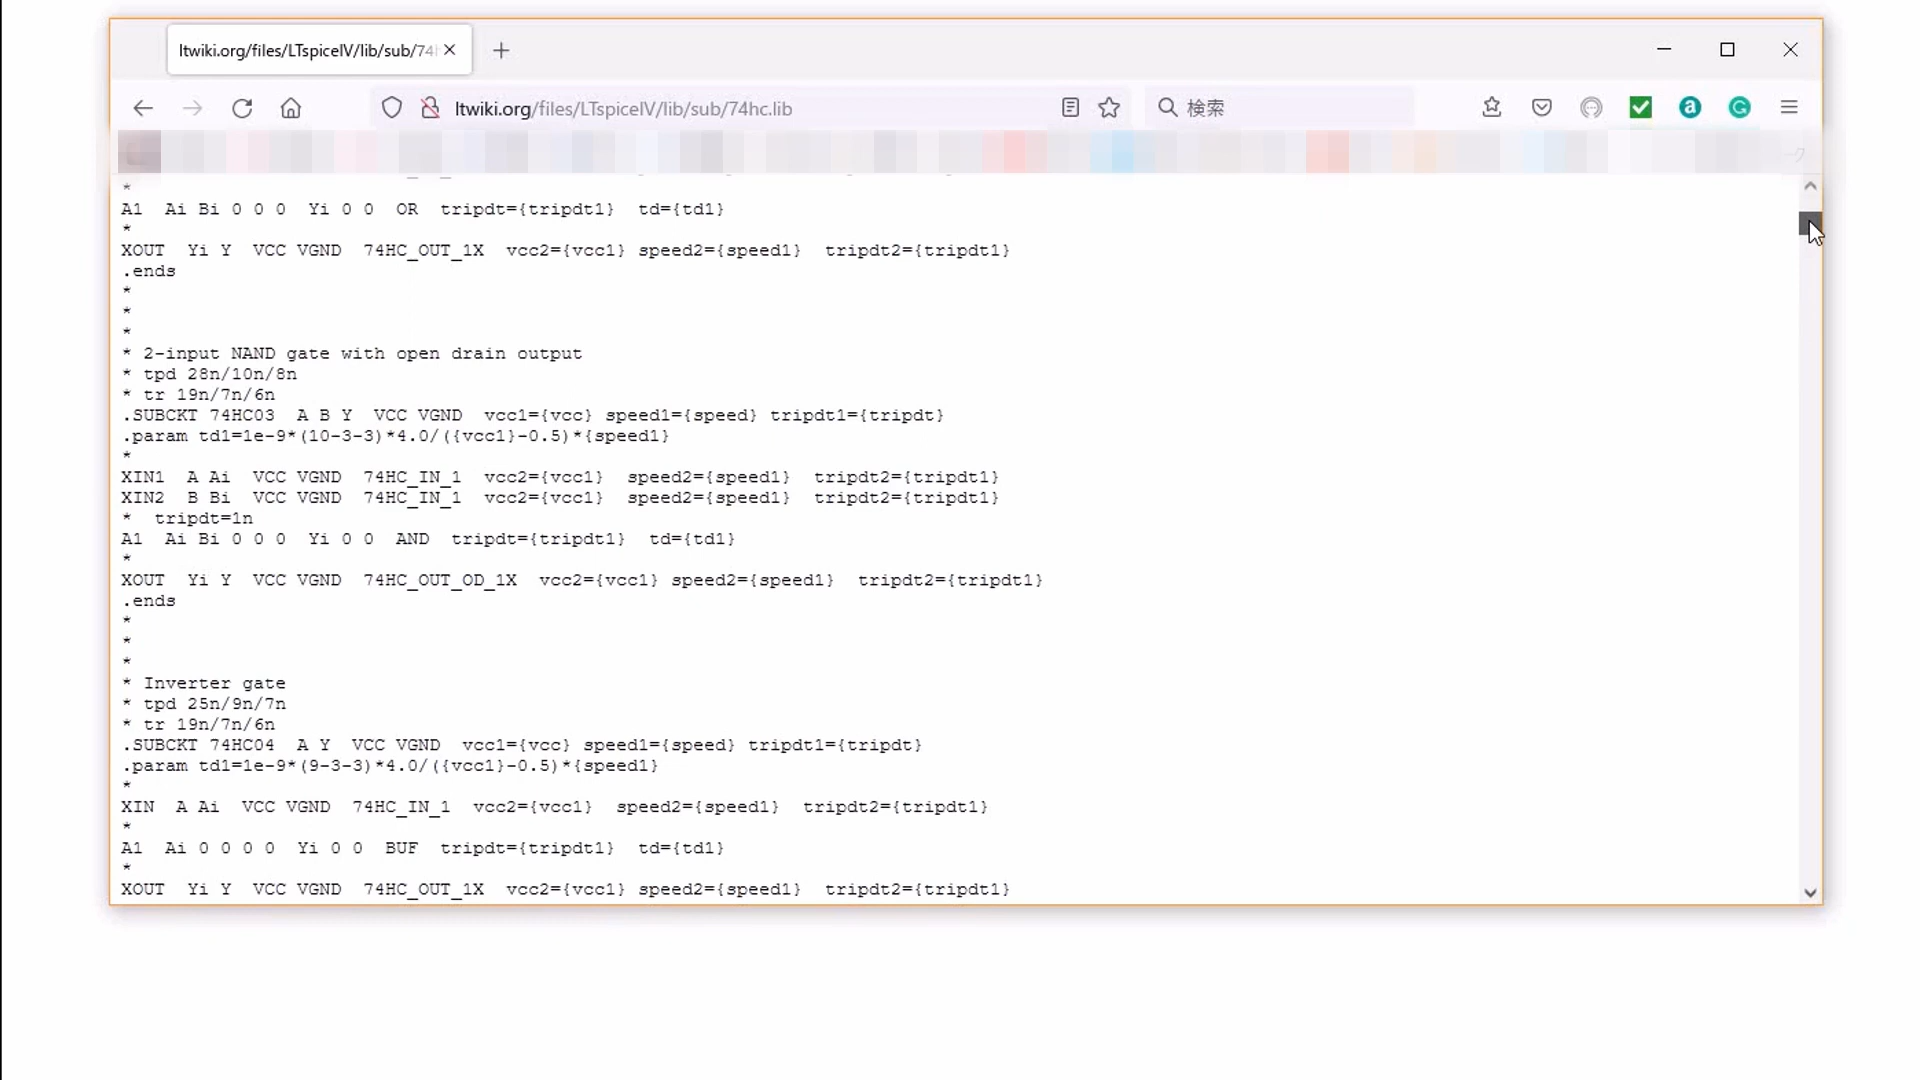 ltwiki.org/files/LTspiceIV/lib/sub/74
ltwiki.org/files/LTspiceIV/lib/sub/74hc.lib
検索
*
A1  Ai Bi 0 0 0  Yi 0 0  OR  tripdt={tripdt1}  td={td1}
*
XOUT  Yi Y  VCC VGND  74HC_OUT_1X  vcc2={vcc1} speed2={speed1}  tripdt2={tripdt1}
.ends
*
*
*
* 2-input NAND gate with open drain output
* tpd 28n/10n/8n
* tr 19n/7n/6n
.SUBCKT 74HC03  A B Y  VCC VGND  vcc1={vcc} speed1={speed} tripdt1={tripdt}
.param td1=1e-9*(10-3-3)*4.0/({vcc1}-0.5)*{speed1}
*
XIN1  A Ai  VCC VGND  74HC_IN_1  vcc2={vcc1}  speed2={speed1}  tripdt2={tripdt1}
XIN2  B Bi  VCC VGND  74HC_IN_1  vcc2={vcc1}  speed2={speed1}  tripdt2={tripdt1}
*  tripdt=1n
A1  Ai Bi 0 0 0  Yi 0 0  AND  tripdt={tripdt1}  td={td1}
*
XOUT  Yi Y  VCC VGND  74HC_OUT_OD_1X  vcc2={vcc1} speed2={speed1}  tripdt2={tripdt1}
.ends
*
*
*
* Inverter gate
* tpd 25n/9n/7n
* tr 19n/7n/6n
.SUBCKT 74HC04  A Y  VCC VGND  vcc1={vcc} speed1={speed} tripdt1={tripdt}
.param td1=1e-9*(9-3-3)*4.0/({vcc1}-0.5)*{speed1}
*
XIN  A Ai  VCC VGND  74HC_IN_1  vcc2={vcc1}  speed2={speed1}  tripdt2={tripdt1}
*
A1  Ai 0 0 0 0  Yi 0 0  BUF  tripdt={tripdt1}  td={td1}
*
XOUT  Yi Y  VCC VGND  74HC_OUT_1X  vcc2={vcc1} speed2={speed1}  tripdt2={tripdt1}